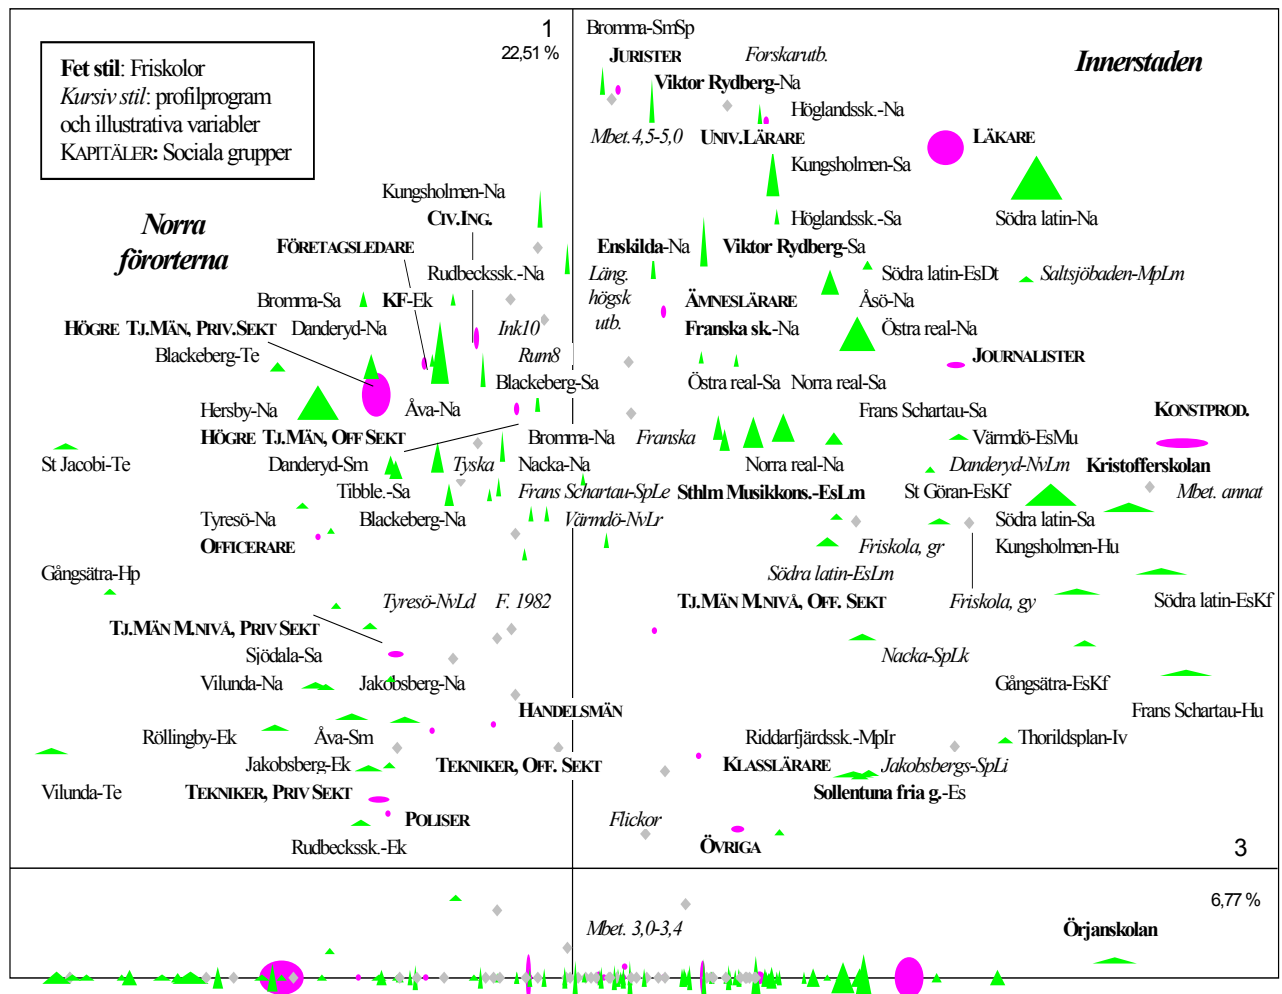 1
22,51 %
Bromma-SmSp
JURISTER
Forskarutb.
Innerstaden
Fet stil: Friskolor
Kursiv stil: profilprogram
och illustrativa variabler
KAPITÄLER: Sociala grupper
Viktor Rydberg-Na
Höglandssk.-Na
Mbet.4,5-5,0
UNIV.LÄRARE
LÄKARE
Kungsholmen-Sa
Kungsholmen-Na
CIV.ING.
Höglandssk.-Sa
Södra latin-Na
Norra
förorterna
FÖRETAGSLEDARE
Enskilda-Na
Viktor Rydberg-Sa
Rudbeckssk.-Na
Läng.
högsk
utb.
Södra latin-EsDt
Saltsjöbaden-MpLm
Bromma-Sa
KF-Ek
ÄMNESLÄRARE
Åsö-Na
HÖGRE TJ.MÄN, PRIV.SEKT
Danderyd-Na
Ink10
Franska sk.-Na
Östra real-Na
Blackeberg-Te
Rum8
JOURNALISTER
Blackeberg-Sa
Östra real-Sa
Norra real-Sa
Hersby-Na
Åva-Na
Frans Schartau-Sa
KONSTPROD.
HÖGRE TJ.MÄN, OFF SEKT
Bromma-Na
Franska
Värmdö-EsMu
St Jacobi-Te
Danderyd-Sm
Tyska
Nacka-Na
Norra real-Na
Danderyd-NvLm
Kristofferskolan
Tibble.-Sa
Frans Schartau-SpLe
Sthlm Musikkons.-EsLm
St Göran-EsKf
Mbet. annat
Tyresö-Na
Blackeberg-Na
Värmdö-NvLr
Södra latin-Sa
OFFICERARE
Friskola, gr
Kungsholmen-Hu
Gångsätra-Hp
Södra latin-EsLm
Tyresö-NvLd
F. 1982
TJ.MÄN M.NIVÅ, OFF. SEKT
Friskola, gy
Södra latin-EsKf
TJ.MÄN M.NIVÅ, PRIV SEKT
Sjödala-Sa
Nacka-SpLk
Vilunda-Na
Jakobsberg-Na
Gångsätra-EsKf
HANDELSMÄN
Frans Schartau-Hu
Röllingby-Ek
Åva-Sm
Riddarfjärdssk.-MpIr
Thorildsplan-Iv
Jakobsberg-Ek
TEKNIKER, OFF. SEKT
KLASSLÄRARE
Jakobsbergs-SpLi
Vilunda-Te
TEKNIKER, PRIV SEKT
Sollentuna fria g.-Es
POLISER
Flickor
Rudbeckssk.-Ek
ÖVRIGA
3
6,77 %
Mbet. 3,0-3,4
Örjanskolan